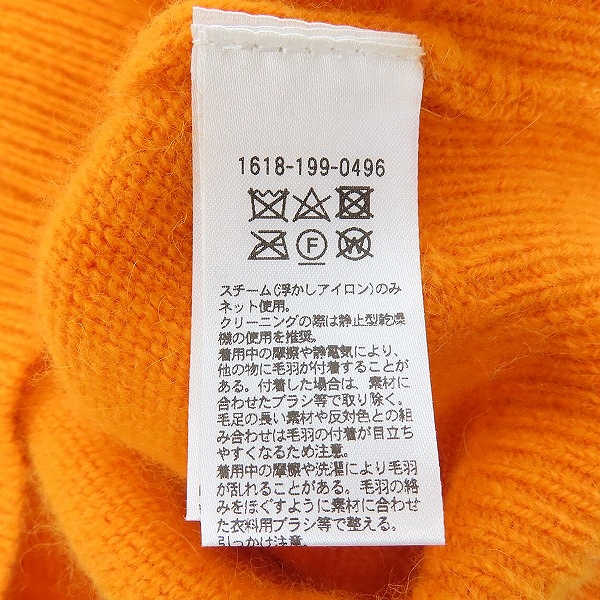 1618-199-0496
F W
スチーム(浮かしアイロン)のみ
ネット使用。
クリーニングの際は静止型乾燥
機の使用を推奨。
着用中の摩擦や静電気により、
他の物に毛羽が付着することが
ある。付着した場合は、素材に
合わせたブラシ等で取り除く。
毛足の長い素材や反対色との組
み合わせは毛羽の付着が目立ち
やすくなるため注意。
着用中の摩擦や洗濯により毛羽
が乱れることがある。毛羽の絡
みをほぐすように素材に合わせ
た衣料用ブラシ等で整える。
引っかけ注意。